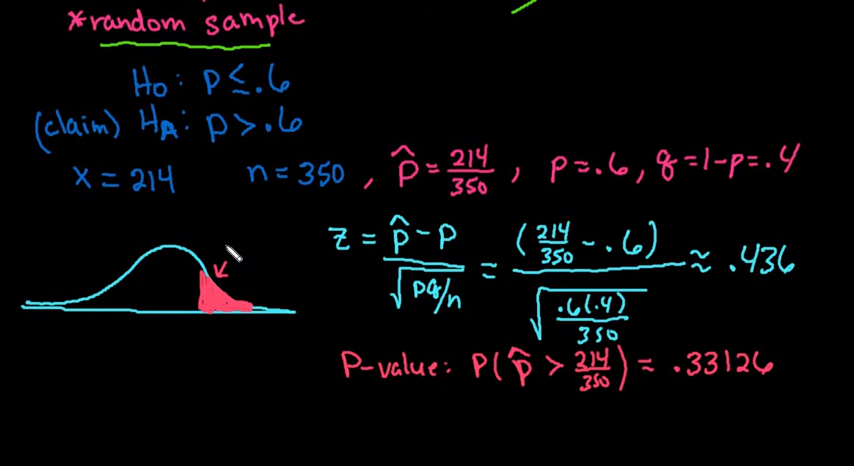 *random sample
H₀: p ≤ .6
(claim) Hₐ: p > .6
x = 214 n = 350, p̂ = 214/350, p = .6, q = 1-p = .4
z = (p̂ - p)/√(pq/n) = (214/350 - .6)/√(.6(.4)/350) ≈ .436
P-value: P(p̂ > 214/350) = .33126